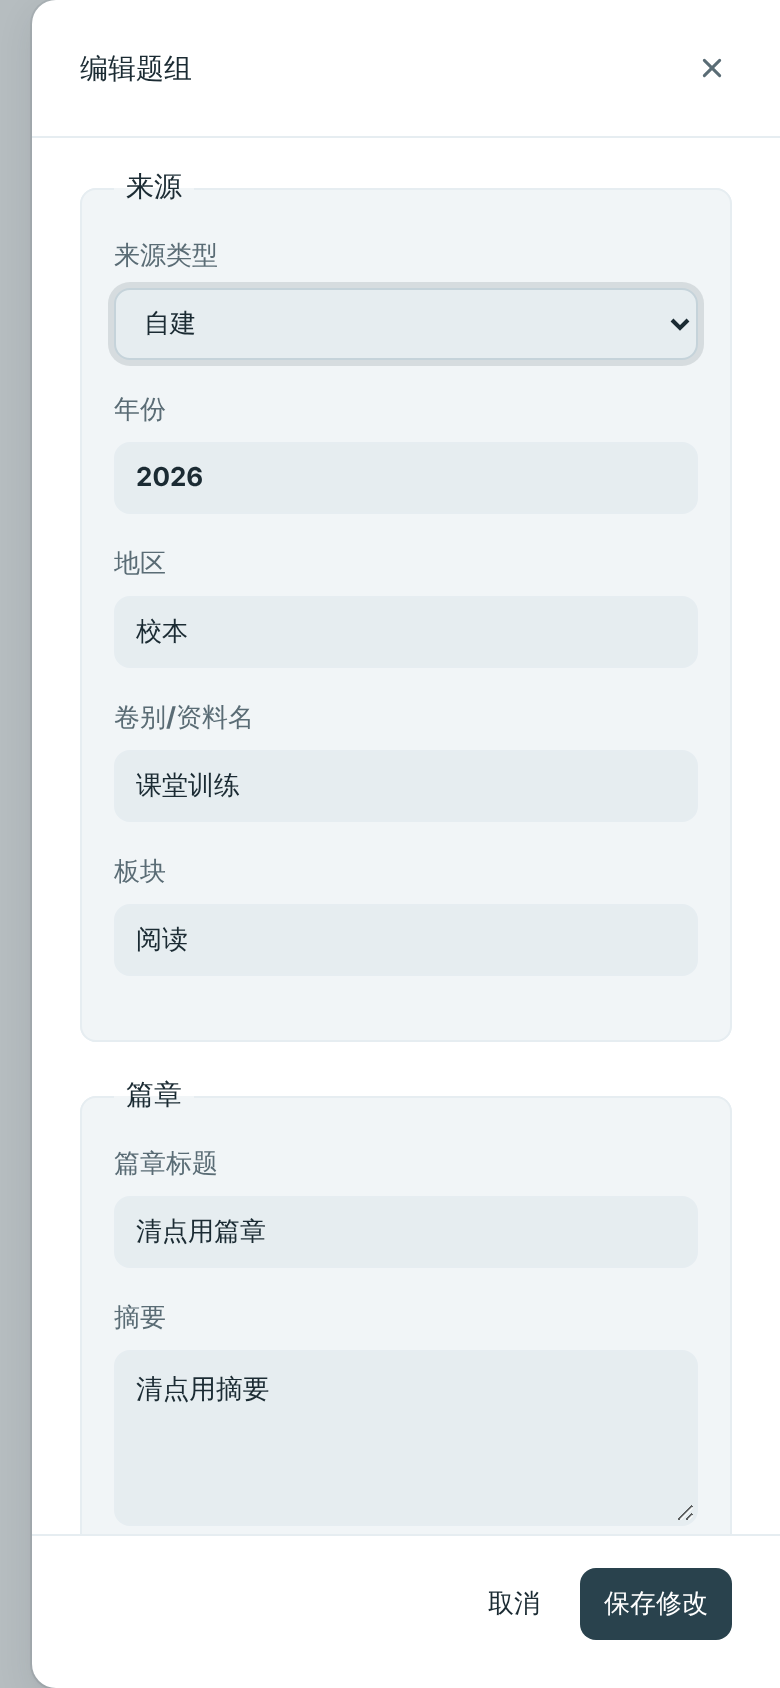 编辑题组
来源
来源类型
自建
年份
2026
地区
校本
卷别/资料名
课堂训练
板块
阅读
篇章
篇章标题
清点用篇章
摘要
清点用摘要
取消
保存修改